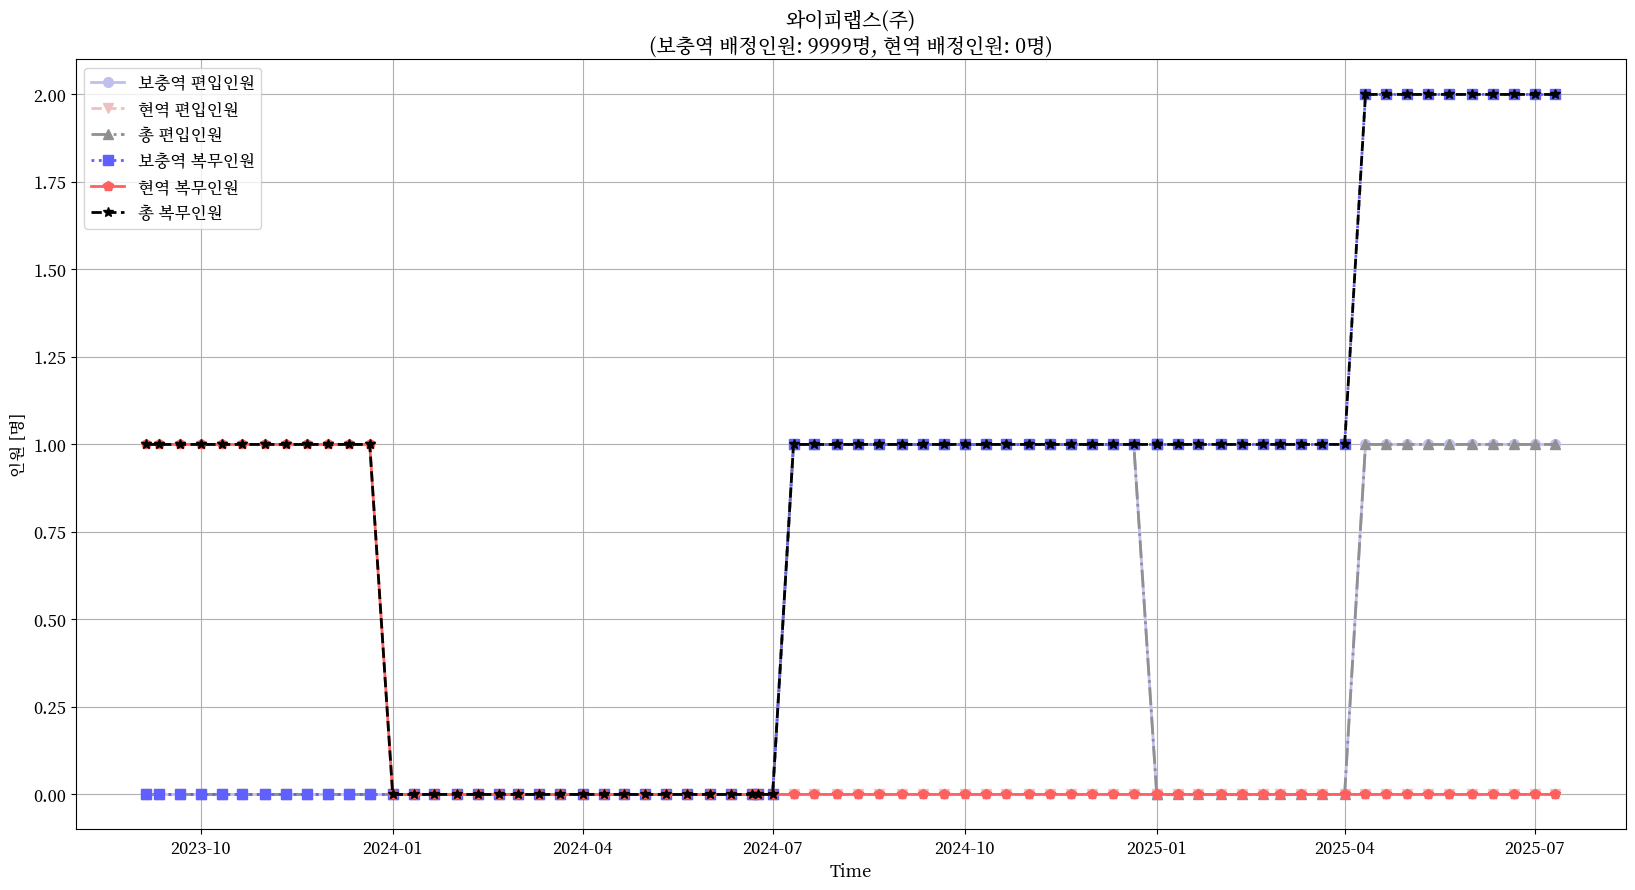 와이피랩스(주)
(보충역 배정인원: 9999명, 현역 배정인원: 0명)
보충역 편입인원
현역 편입인원
총 편입인원
보충역 복무인원
현역 복무인원
총 복무인원
2.00
1.75
1.50
1.25
1.00
0.75
0.50
0.25
0.00
인원 [명]
2023-10
2024-01
2024-04
2024-07
2024-10
2025-01
2025-04
2025-07
Time